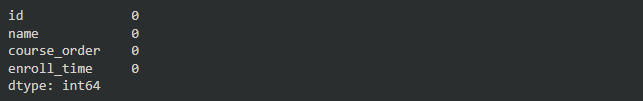 id 0
name 0
course_order 0
enroll_time 0
dtype: int64